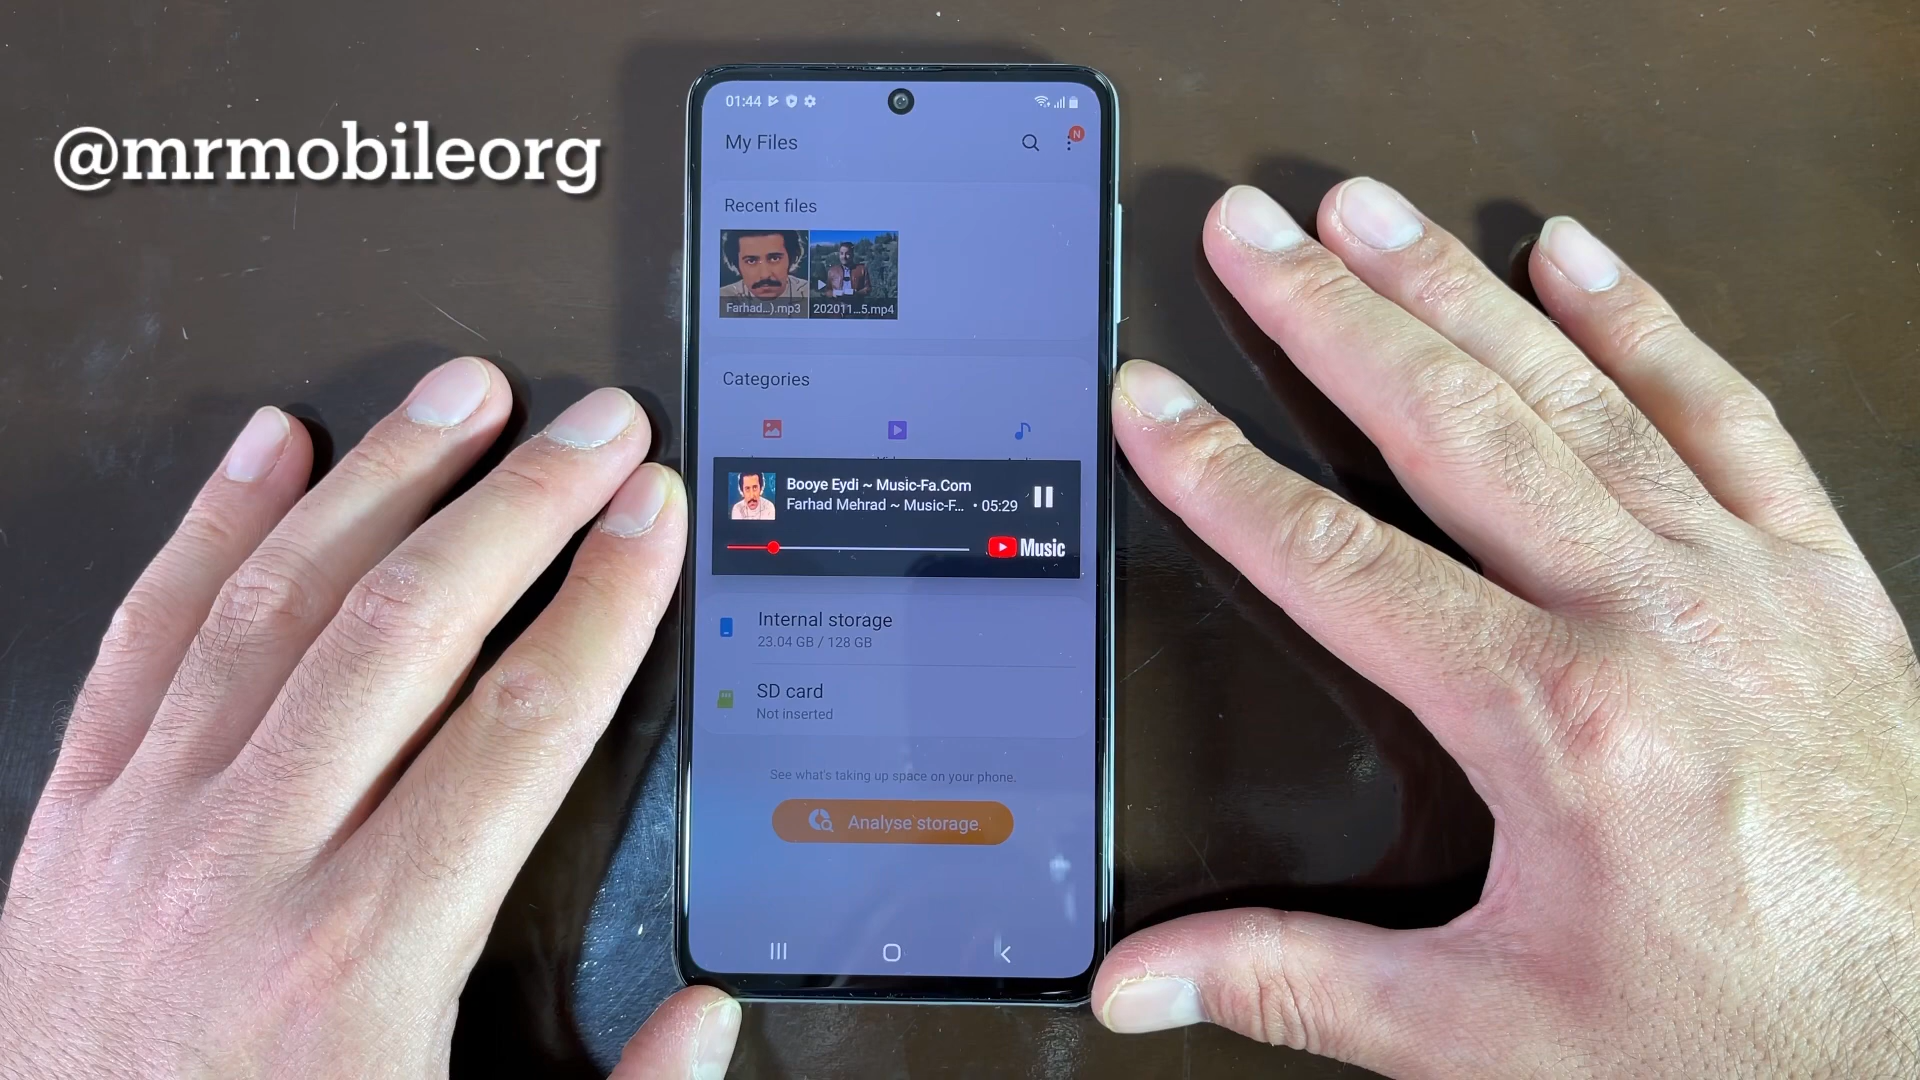 @mrmobileorg
01:44
My Files
N
Recent files
Farhad...).mp3
202011...5.mp4
Categories
Booye Eydi ~ Music-Fa.Com
Farhad Mehrad ~ Music-F... • 05:29
Music
Internal storage
23.04 GB / 128 GB
SD card
Not inserted
See what's taking up space on your phone.
Analyse storage